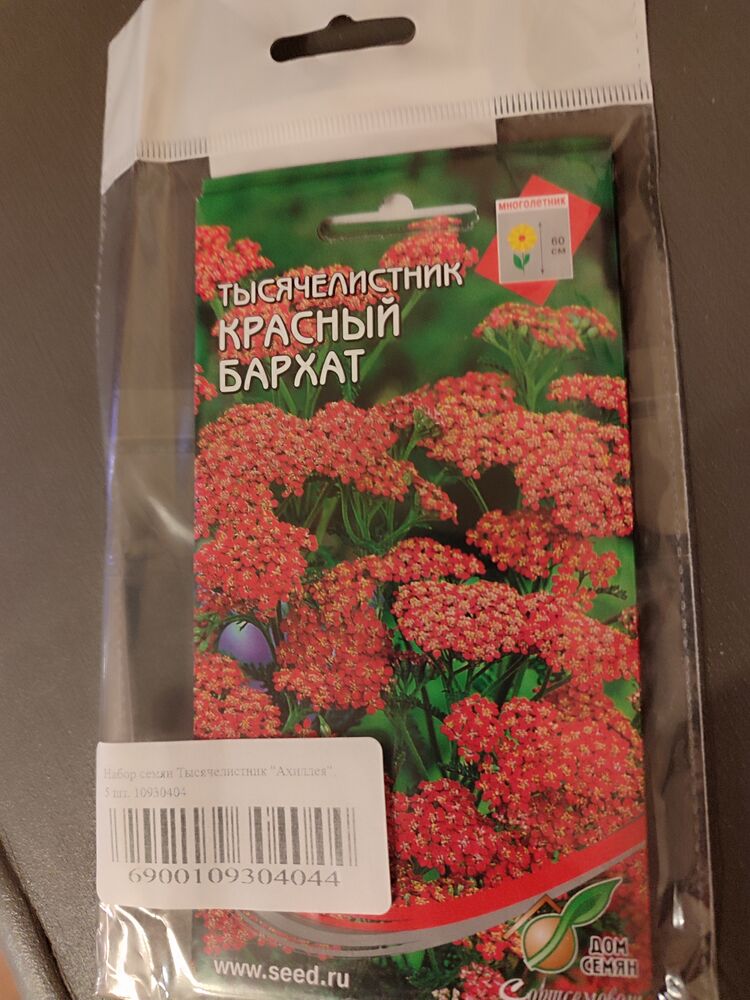 МНОГОЛЕТНИК
60
СМ
ТЫСЯЧЕЛИСТНИК
КРАСНЫЙ
БАРХАТ
Набор семян Тысячелистник "Ахиллея",
5 шт. 10930404
6900109304044
ДОМ
СЕМЯН
www.seed.ru